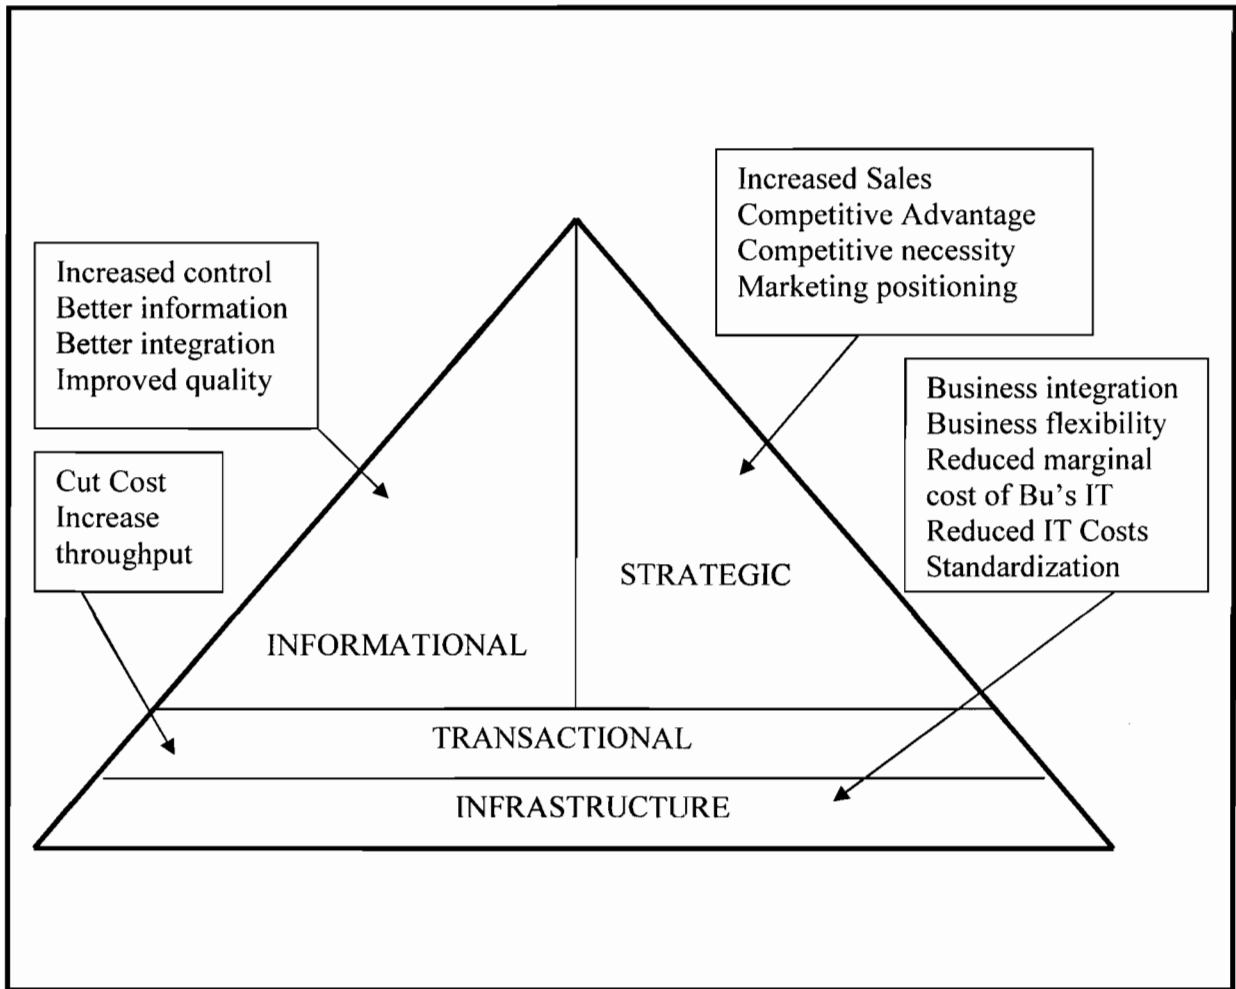 Increased Sales
Competitive Advantage
Competitive necessity
Marketing positioning
Increased control
Better information
Better integration
Improved quality
Business integration
Business flexibility
Reduced marginal
cost of Bu's IT
Reduced IT Costs
Standardization
Cut Cost
Increase
throughput
STRATEGIC
INFORMATIONAL
TRANSACTIONAL
INFRASTRUCTURE